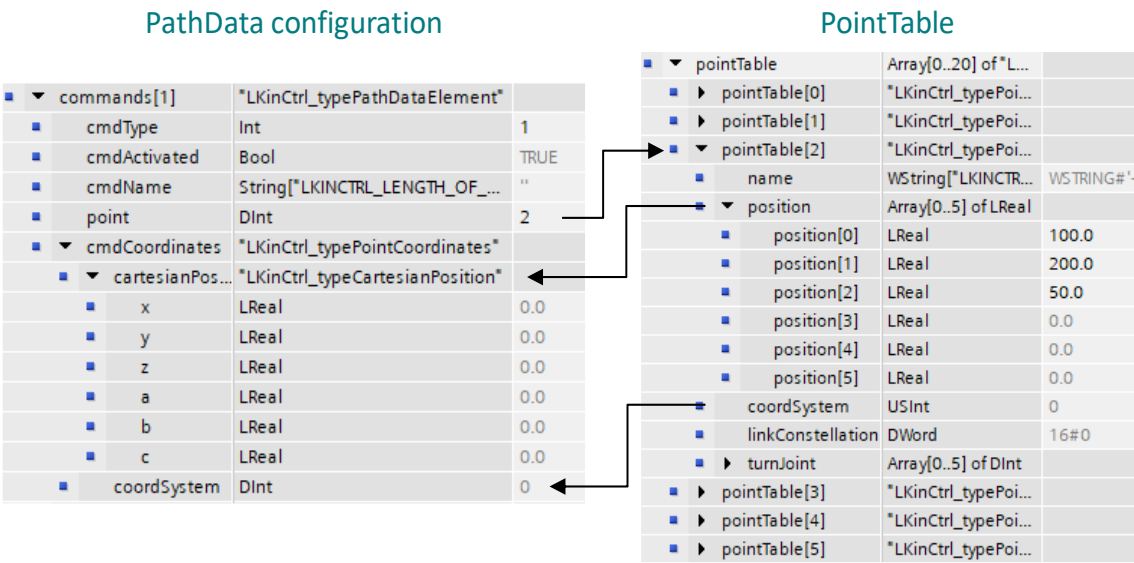 PathData configuration
commands[1] "LKinCtrl_typePathDataElement"
cmdType Int 1
cmdActivated Bool TRUE
cmdName String["LKINCTRL_LENGTH_OF_... ''
point DInt 2
cmdCoordinates "LKinCtrl_typePointCoordinates"
cartesianPos... "LKinCtrl_typeCartesianPosition"
x LReal 0.0
y LReal 0.0
z LReal 0.0
a LReal 0.0
b LReal 0.0
c LReal 0.0
coordSystem DInt 0
PointTable
pointTable Array[0..20] of "L...
pointTable[0] "LKinCtrl_typePoi...
pointTable[1] "LKinCtrl_typePoi...
pointTable[2] "LKinCtrl_typePoi...
name WString["LKINCTR... WSTRING#'-
position Array[0..5] of LReal
position[0] LReal 100.0
position[1] LReal 200.0
position[2] LReal 50.0
position[3] LReal 0.0
position[4] LReal 0.0
position[5] LReal 0.0
coordSystem USInt 0
linkConstellation DWord 16#0
turnJoint Array[0..5] of DInt
pointTable[3] "LKinCtrl_typePoi...
pointTable[4] "LKinCtrl_typePoi...
pointTable[5] "LKinCtrl_typePoi...